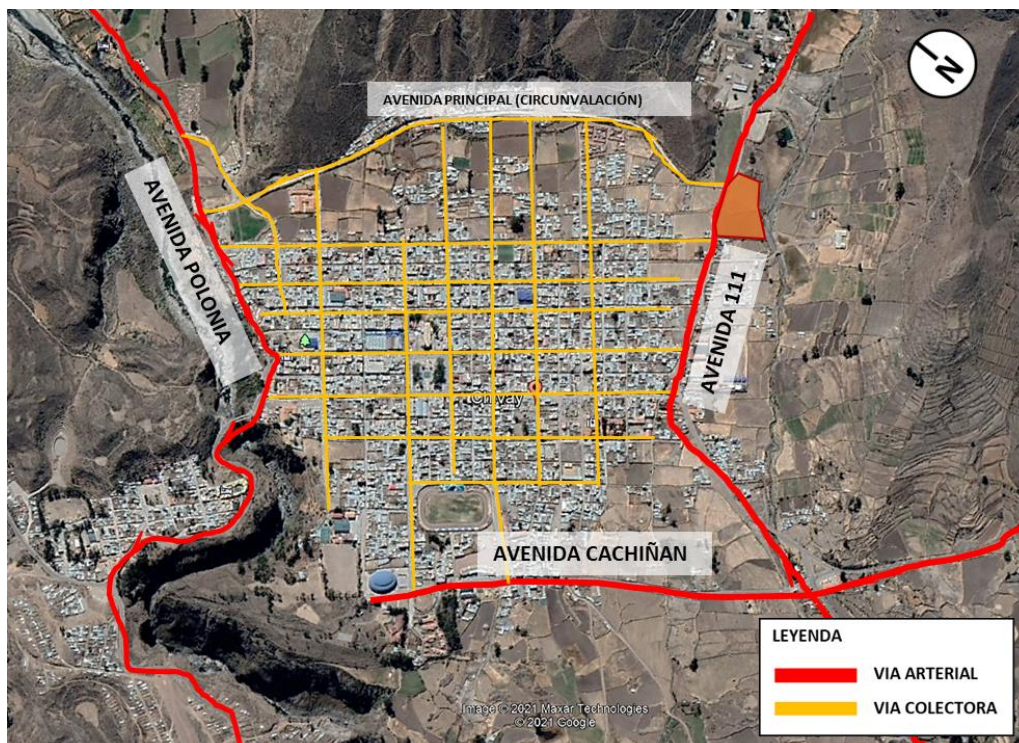 N
AVENIDA PRINCIPAL (CIRCUNVALACIÓN)
AVENIDA POLONIA
AVENIDA 111
Chivay
AVENIDA CACHIÑAN
LEYENDA
VIA ARTERIAL
VIA COLECTORA
Image © 2021 Maxar Technologies
© 2021 Google